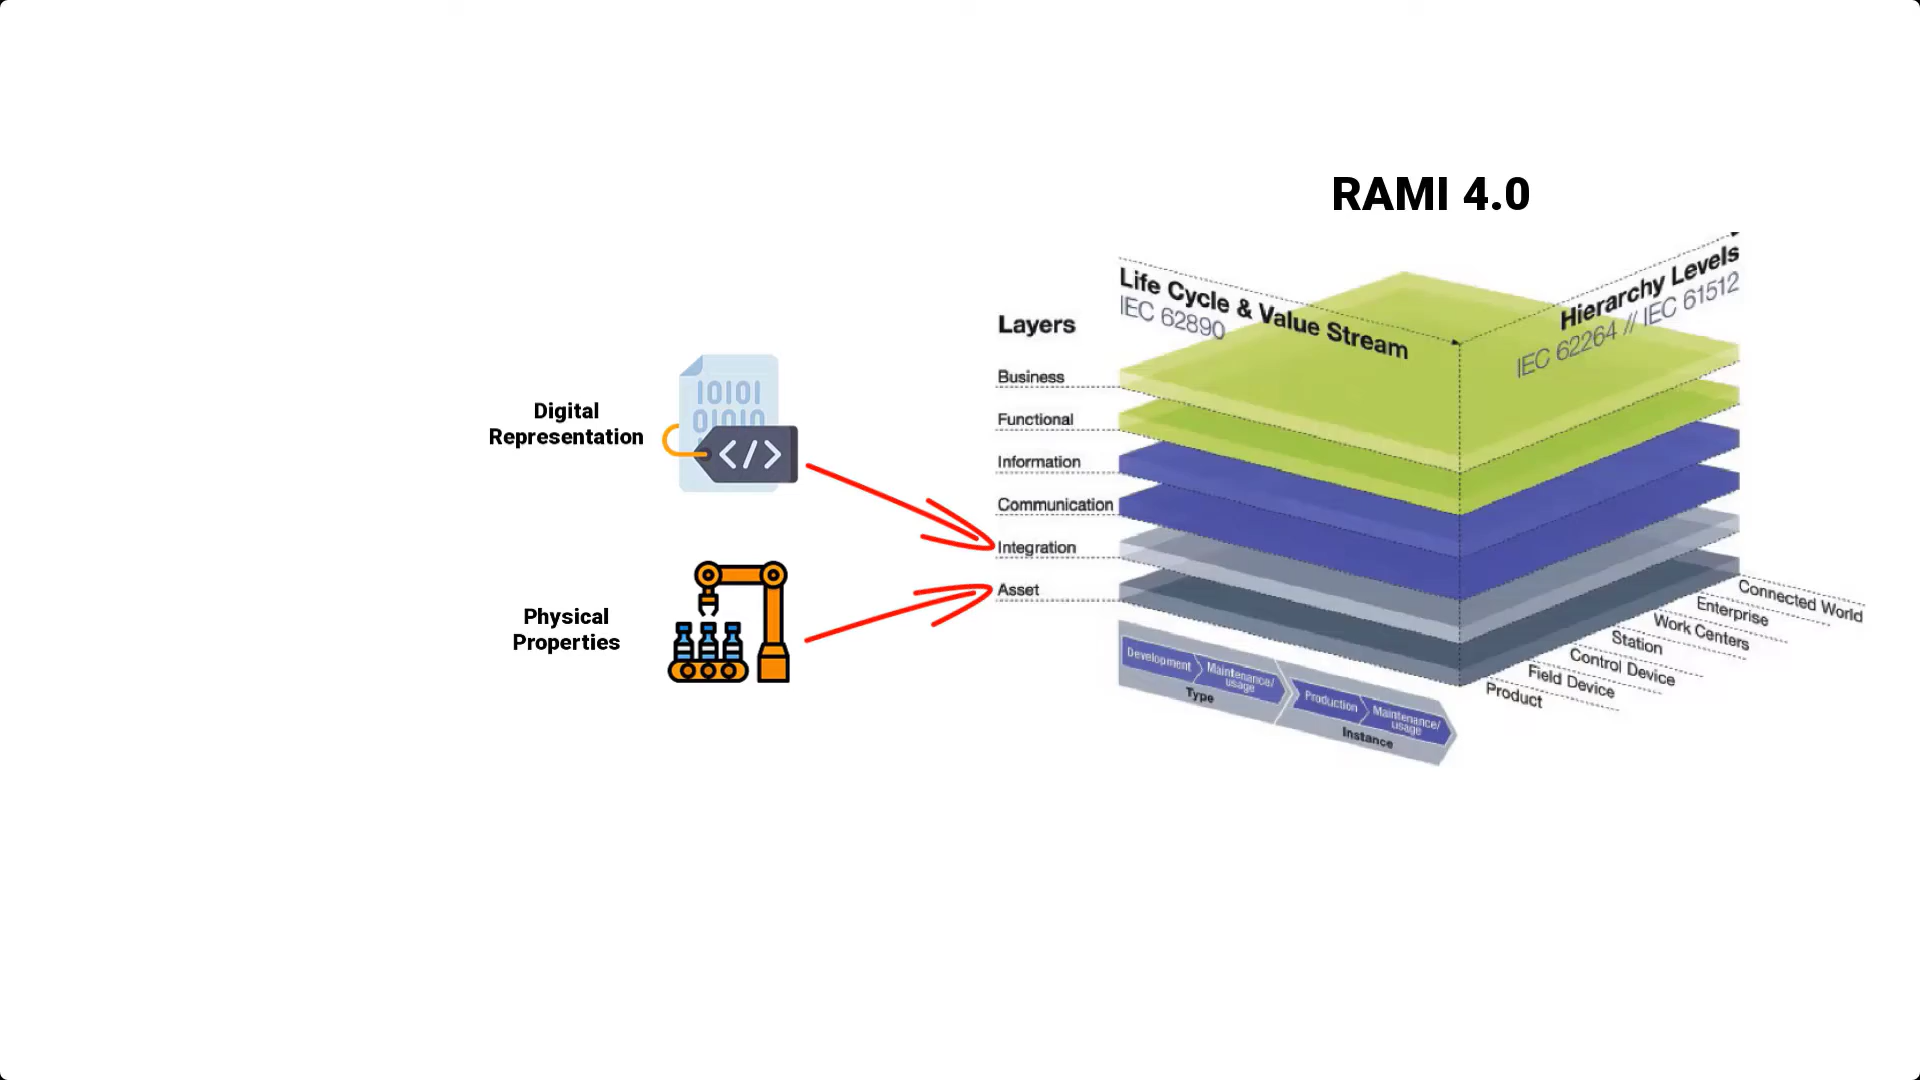 RAMI 4.0
Life Cycle & Value Stream
IEC 62890
Hierarchy Levels
IEC 62264 // IEC 61512
Layers
Business
Functional
Information
Communication
Integration
Asset
Digital
Representation
10101
01010
</>
Physical
Properties
Connected World
Enterprise
Work Centers
Station
Control Device
Field Device
Product
Development
Maintenance/
usage
Type
Production
Maintenance/
usage
Instance